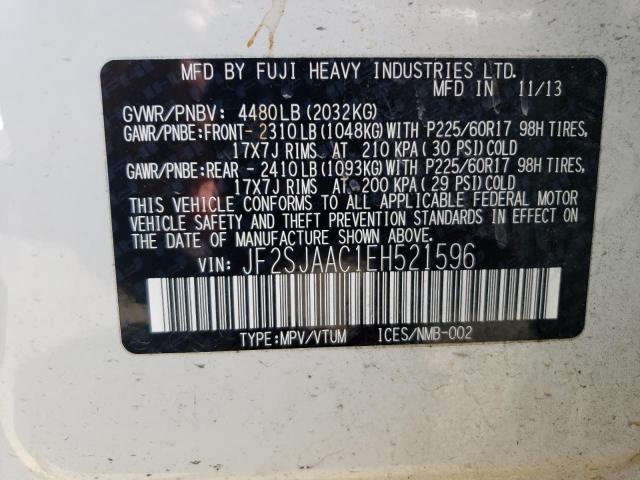 MFD BY FUJI HEAVY INDUSTRIES LTD.
MFD IN 11/13
GVWR/PNBV: 4480LB(2032KG)
GAWR/PNBE:FRONT- 2310LB(1048KG)WITH P225/60R17 98H TIRES,
17X7J RIMS AT 210 KPA( 30 PSI)COLD
GAWR/PNBE:REAR - 2410LB(1093KG)WITH P225/60R17 98H TIRES,
17X7J RIMS AT 200 KPA( 29 PSI)COLD
THIS VEHICLE CONFORMS TO ALL APPLICABLE FEDERAL MOTOR
VEHICLE SAFETY AND THEFT PREVENTION STANDARDS IN EFFECT ON
THE DATE OF MANUFACTURE SHOWN ABOVE.
VIN: JF2SJAAC1EH521596
TYPE:MPV/VTUM ICES/NMB-002